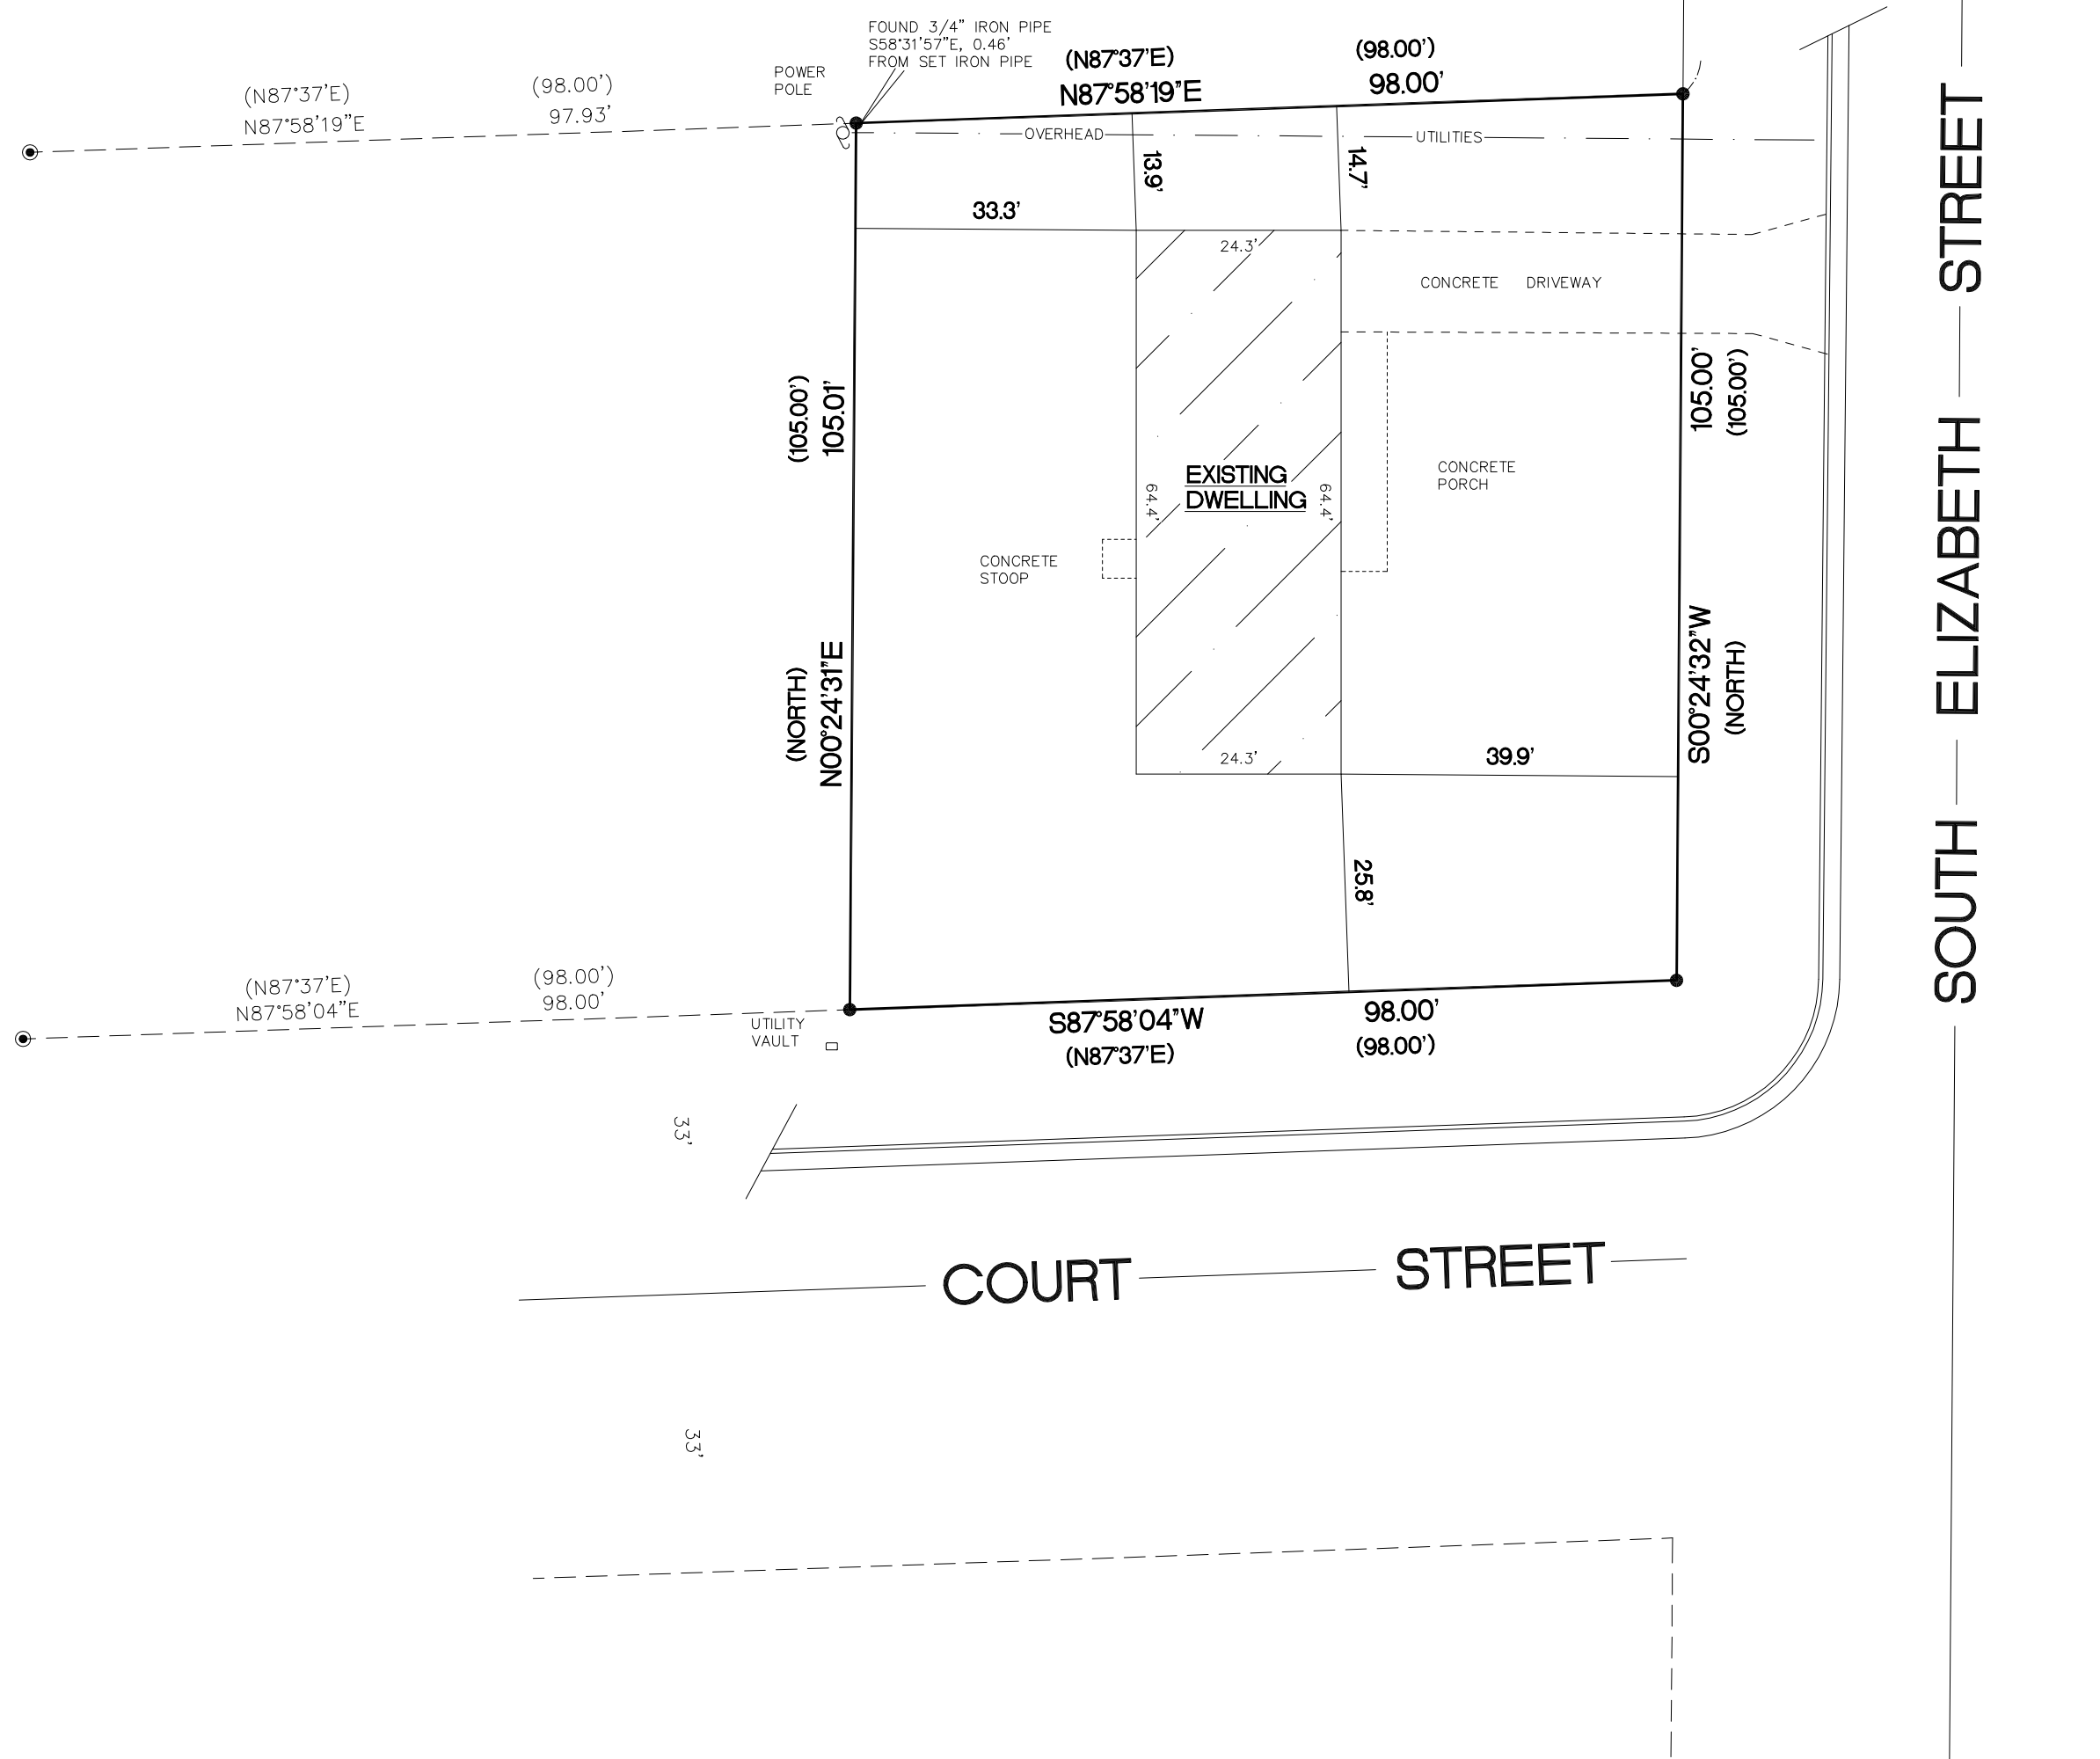 FOUND 3/4" IRON PIPE
S58°31'57"E, 0.46'
FROM SET IRON PIPE
POWER
POLE
(N87°37'E)
(98.00')
N87°58'19"E
98.00'
(N87°37'E)
(98.00')
N87°58'19"E
97.93'
OVERHEAD
UTILITIES
13.9'
14.7'
33.3'
24.3'
CONCRETE DRIVEWAY
(105.00')
105.01'
105.00'
(105.00')
EXISTING
DWELLING
64.4'
64.4'
CONCRETE
PORCH
CONCRETE
STOOP
(NORTH)
N00°24'31"E
S00°24'32"W
(NORTH)
24.3'
39.9'
25.8'
(N87°37'E)
(98.00')
N87°58'04"E
98.00'
UTILITY
VAULT
S87°58'04"W
98.00'
(N87°37'E)
(98.00')
33'
33'
COURT STREET
SOUTH ELIZABETH STREET